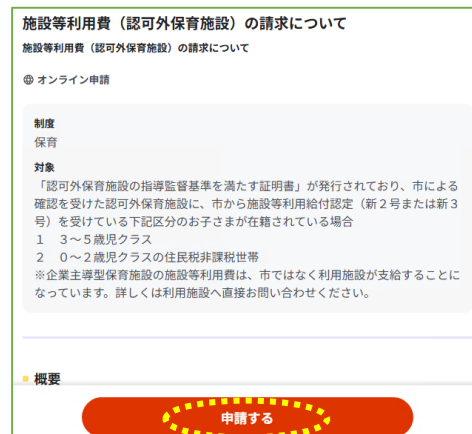 施設等利用費（認可外保育施設）の請求について
施設等利用費（認可外保育施設）の請求について
オンライン申請
制度
保育
対象
「認可外保育施設の指導監督基準を満たす証明書」が発行されており、市による
確認を受けた認可外保育施設に、市から施設等利用給付認定（新２号または新３
号）を受けている下記区分のお子さまが在籍されている場合
１　３～５歳児クラス
２　０～２歳児クラスの住民税非課税世帯
※企業主導型保育施設の施設等利用費は、市ではなく利用施設が支給することに
なっています。詳しくは利用施設へ直接お問い合わせください。
概要
申請する